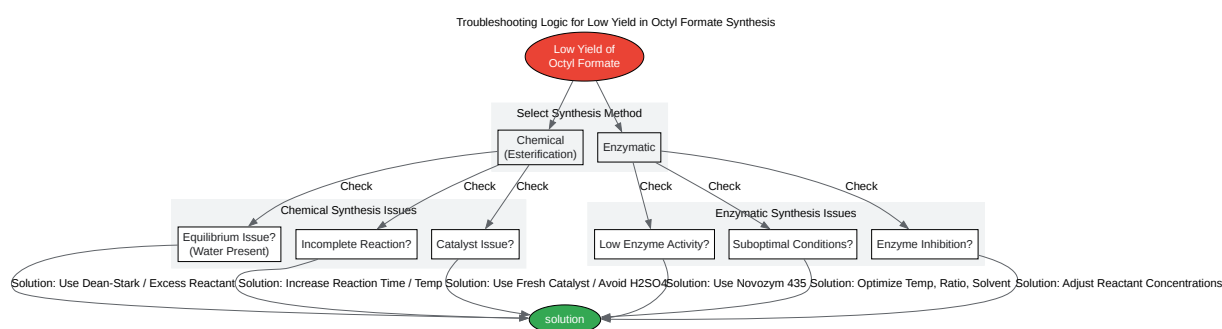 Troubleshooting Logic for Low Yield in Octyl Formate Synthesis
Low Yield of
Octyl Formate
Select Synthesis Method
Chemical
(Esterification)
Enzymatic
Check
Check
Check
Check
Check
Check
Chemical Synthesis Issues
Enzymatic Synthesis Issues
Equilibrium Issue?
(Water Present)
Incomplete Reaction?
Catalyst Issue?
Low Enzyme Activity?
Suboptimal Conditions?
Enzyme Inhibition?
Solution: Use Dean-Stark / Excess Reactant
Solution: Increase Reaction Time / Temp
Solution: Use Fresh Catalyst / Avoid H2SO4
Solution: Use Novozym 435
Solution: Optimize Temp, Ratio, Solvent
Solution: Adjust Reactant Concentrations
solution